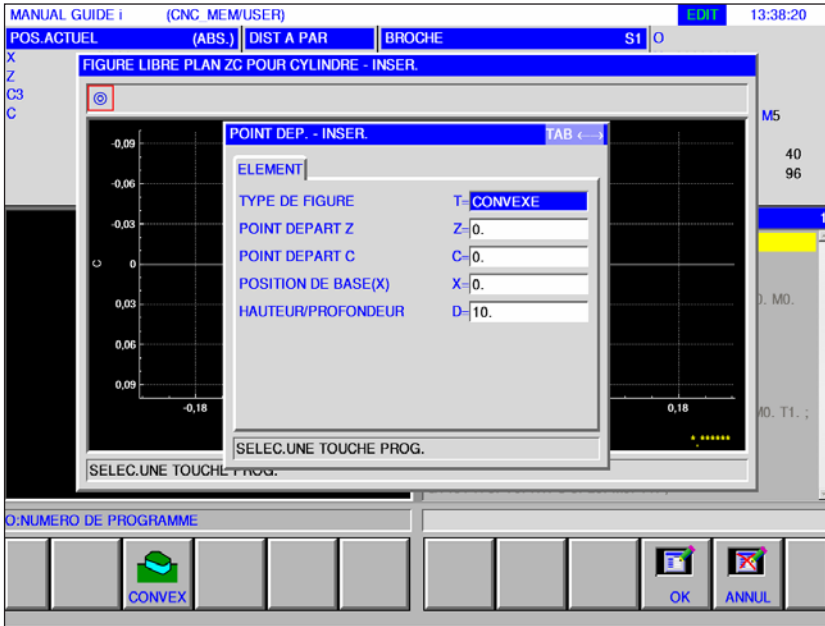 MANUAL GUIDE i (CNC_MEM/USER) EDIT 13:38:20
POS.ACTUEL (ABS.) DIST A PAR BROCHE S1 O
X
Z
C3
C
M5
40
96
1
FIGURE LIBRE PLAN ZC POUR CYLINDRE - INSER.
-0,09
-0,06
-0,03
C 0
0,03
0,06
0,09
-0,18 0,18
*.******
POINT DEP. - INSER. TAB ←→
ELEMENT
TYPE DE FIGURE T= CONVEXE
POINT DEPART Z Z= 0.
POINT DEPART C C= 0.
POSITION DE BASE(X) X= 0.
HAUTEUR/PROFONDEUR D= 10.
SELEC.UNE TOUCHE PROG.
0. M0.
M0. T1. ;
SELEC.UNE TOUCHE PROG.
O:NUMERO DE PROGRAMME
CONVEX OK ANNUL